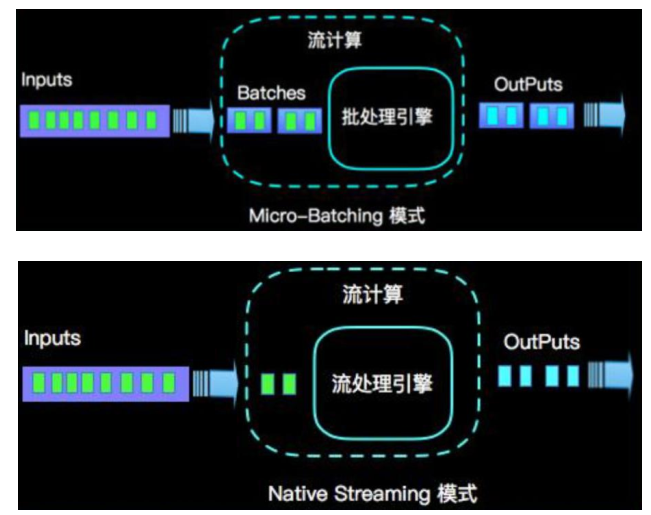 流计算
Inputs
Batches
OutPuts
批处理引擎
Micro-Batching 模式
流计算
Inputs
OutPuts
流处理引擎
Native Streaming 模式